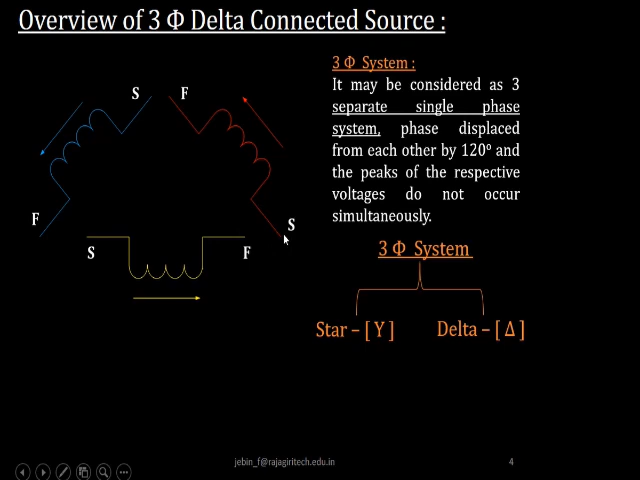 Overview of 3 Φ Delta Connected Source :
S F
3 Φ System :
It may be considered as 3
separate single phase
system, phase displaced
from each other by 120⁰ and
the peaks of the respective
voltages do not occur
simultaneously.
F S
S F
3 Φ System
Star – [ Y ] Delta – [ Δ ]
jebin_f@rajagiritech.edu.in 4